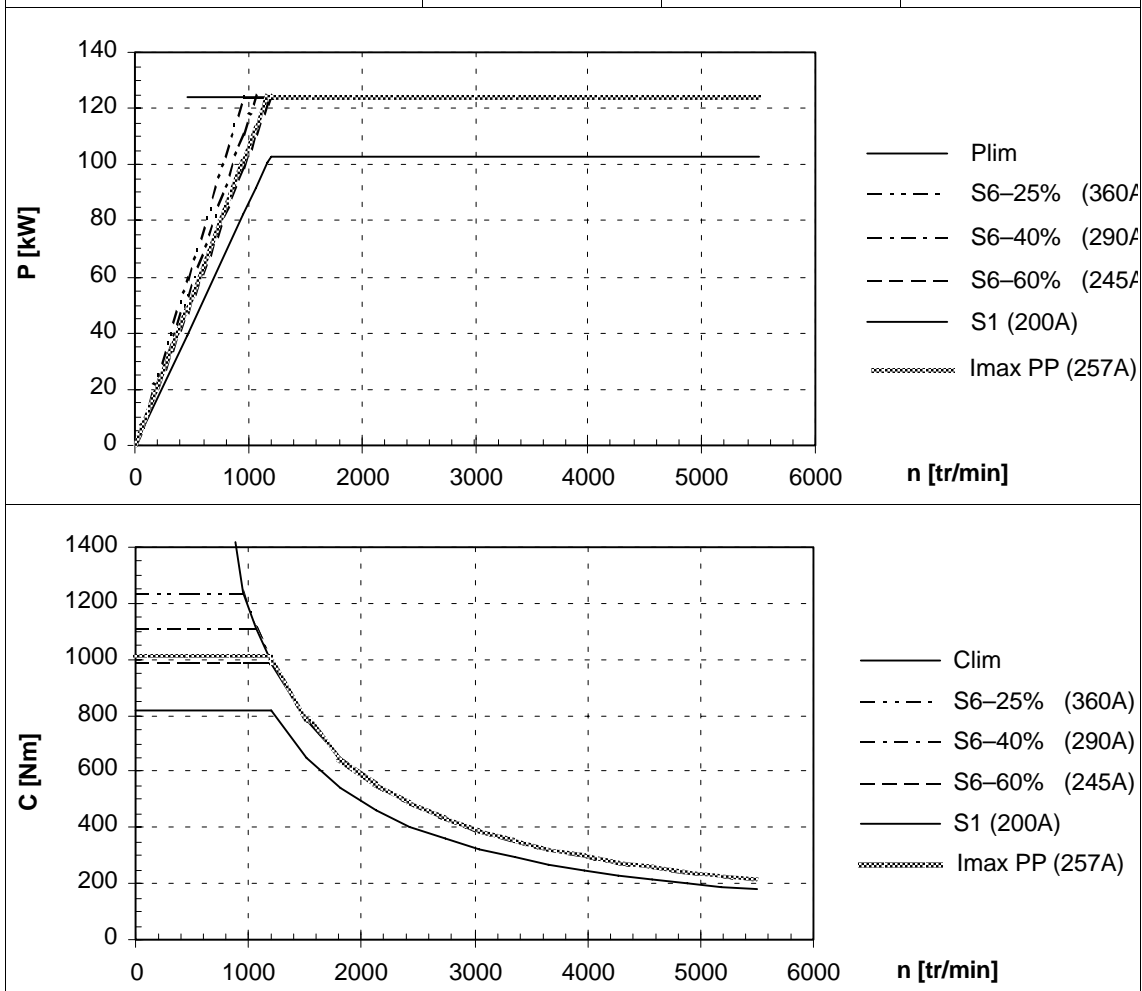 140
120
100
80
60
40
20
0
P [kW]
0 1000 2000 3000 4000 5000 6000
n [tr/min]
Plim
S6–25% (360A
S6–40% (290A
S6–60% (245A
S1 (200A)
Imax PP (257A)
1400
1200
1000
800
600
400
200
0
C [Nm]
0 1000 2000 3000 4000 5000 6000
n [tr/min]
Clim
S6–25% (360A)
S6–40% (290A)
S6–60% (245A)
S1 (200A)
Imax PP (257A)